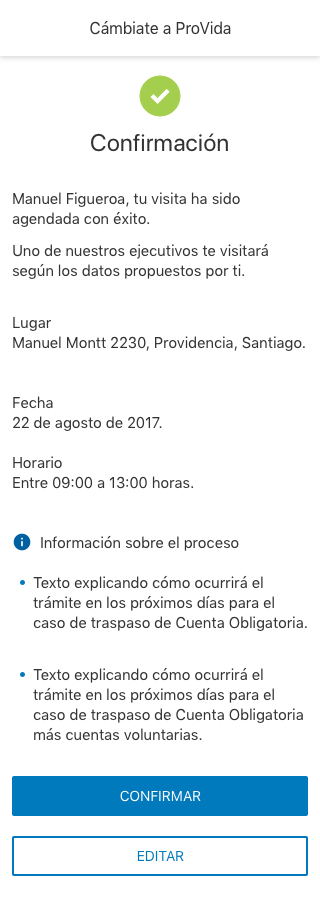 Cámbiate a ProVida
Confirmación
Manuel Figueroa, tu visita ha sido
agendada con éxito.
Uno de nuestros ejecutivos te visitará
según los datos propuestos por ti.
Lugar
Manuel Montt 2230, Providencia, Santiago.
Fecha
22 de agosto de 2017.
Horario
Entre 09:00 a 13:00 horas.
Información sobre el proceso
• Texto explicando cómo ocurrirá el
trámite en los próximos días para el
caso de traspaso de Cuenta Obligatoria.
• Texto explicando cómo ocurrirá el
trámite en los próximos días para el
caso de traspaso de Cuenta Obligatoria
más cuentas voluntarias.
CONFIRMAR
EDITAR